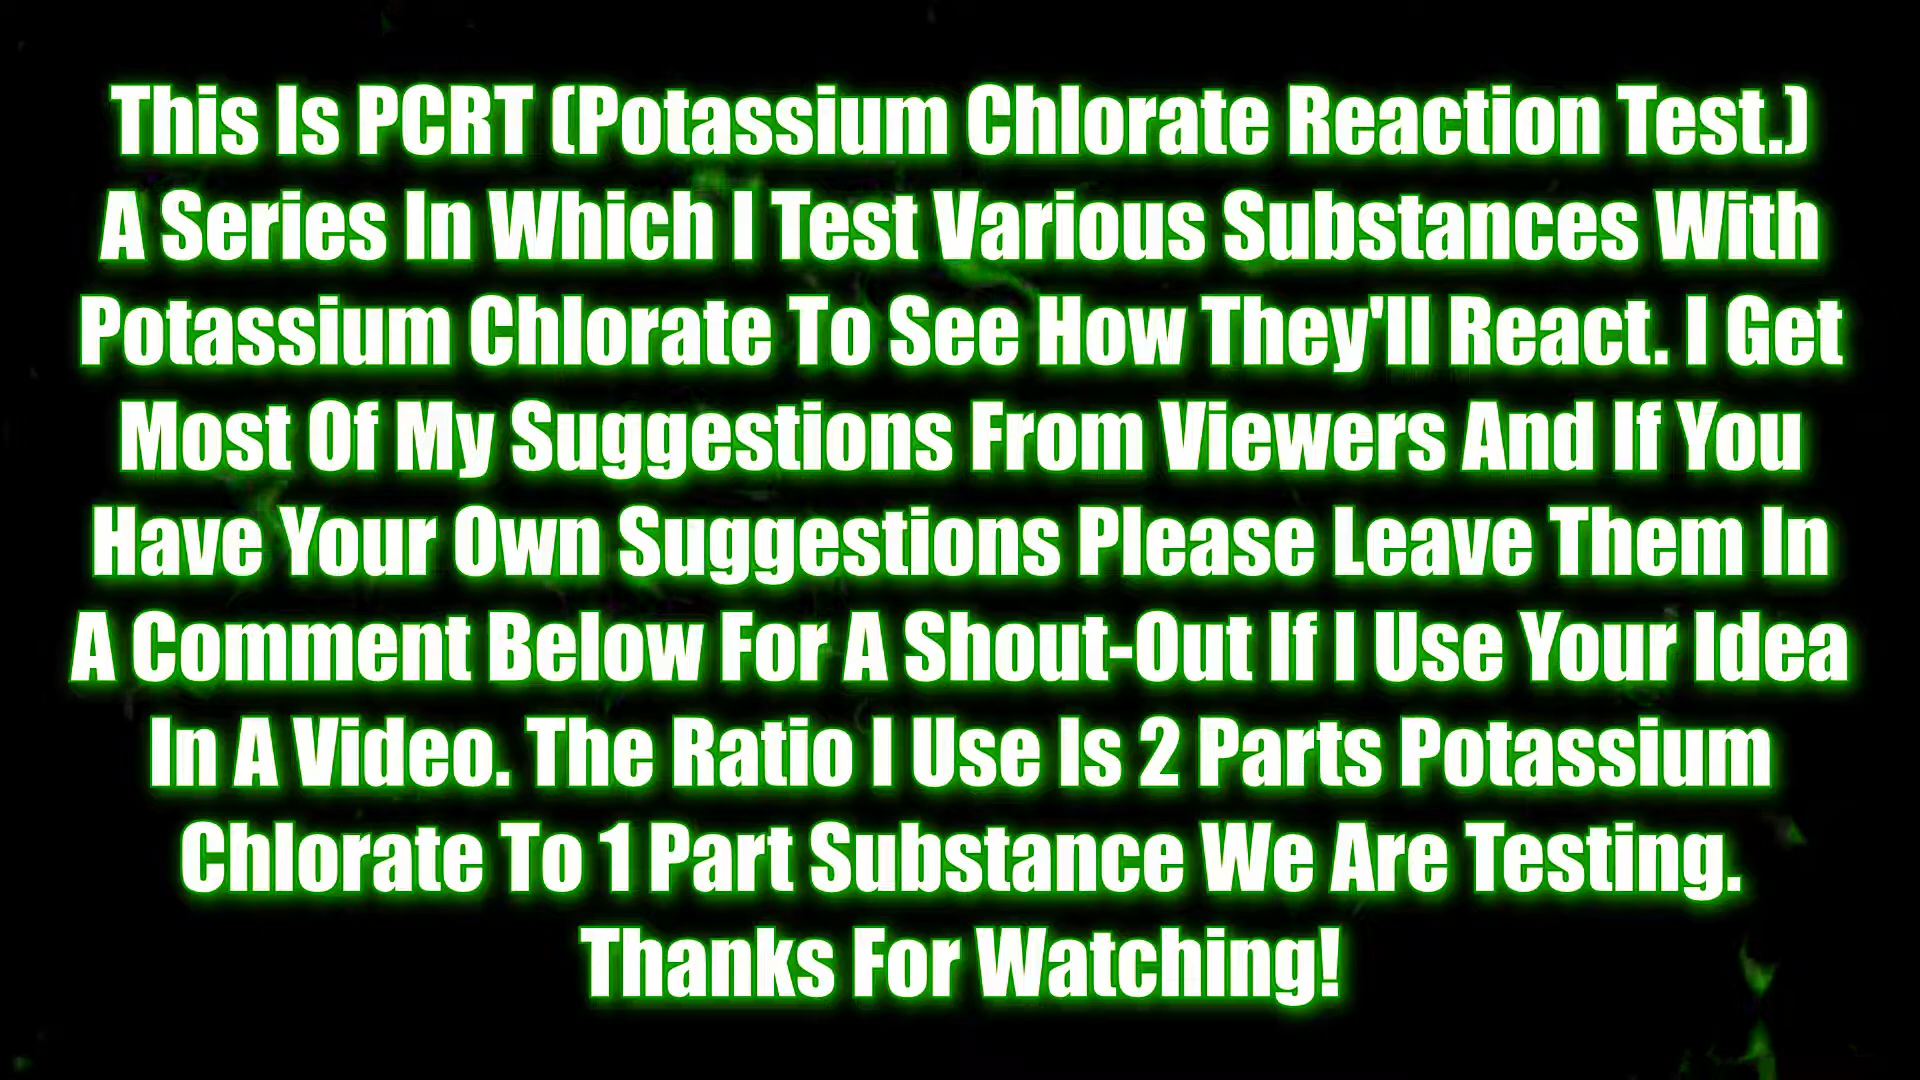 This Is PCRT (Potassium Chlorate Reaction Test.)
A Series In Which I Test Various Substances With
Potassium Chlorate To See How They'll React. I Get
Most Of My Suggestions From Viewers And If You
Have Your Own Suggestions Please Leave Them In
A Comment Below For A Shout-Out If I Use Your Idea
In A Video. The Ratio I Use Is 2 Parts Potassium
Chlorate To 1 Part Substance We Are Testing.
Thanks For Watching!